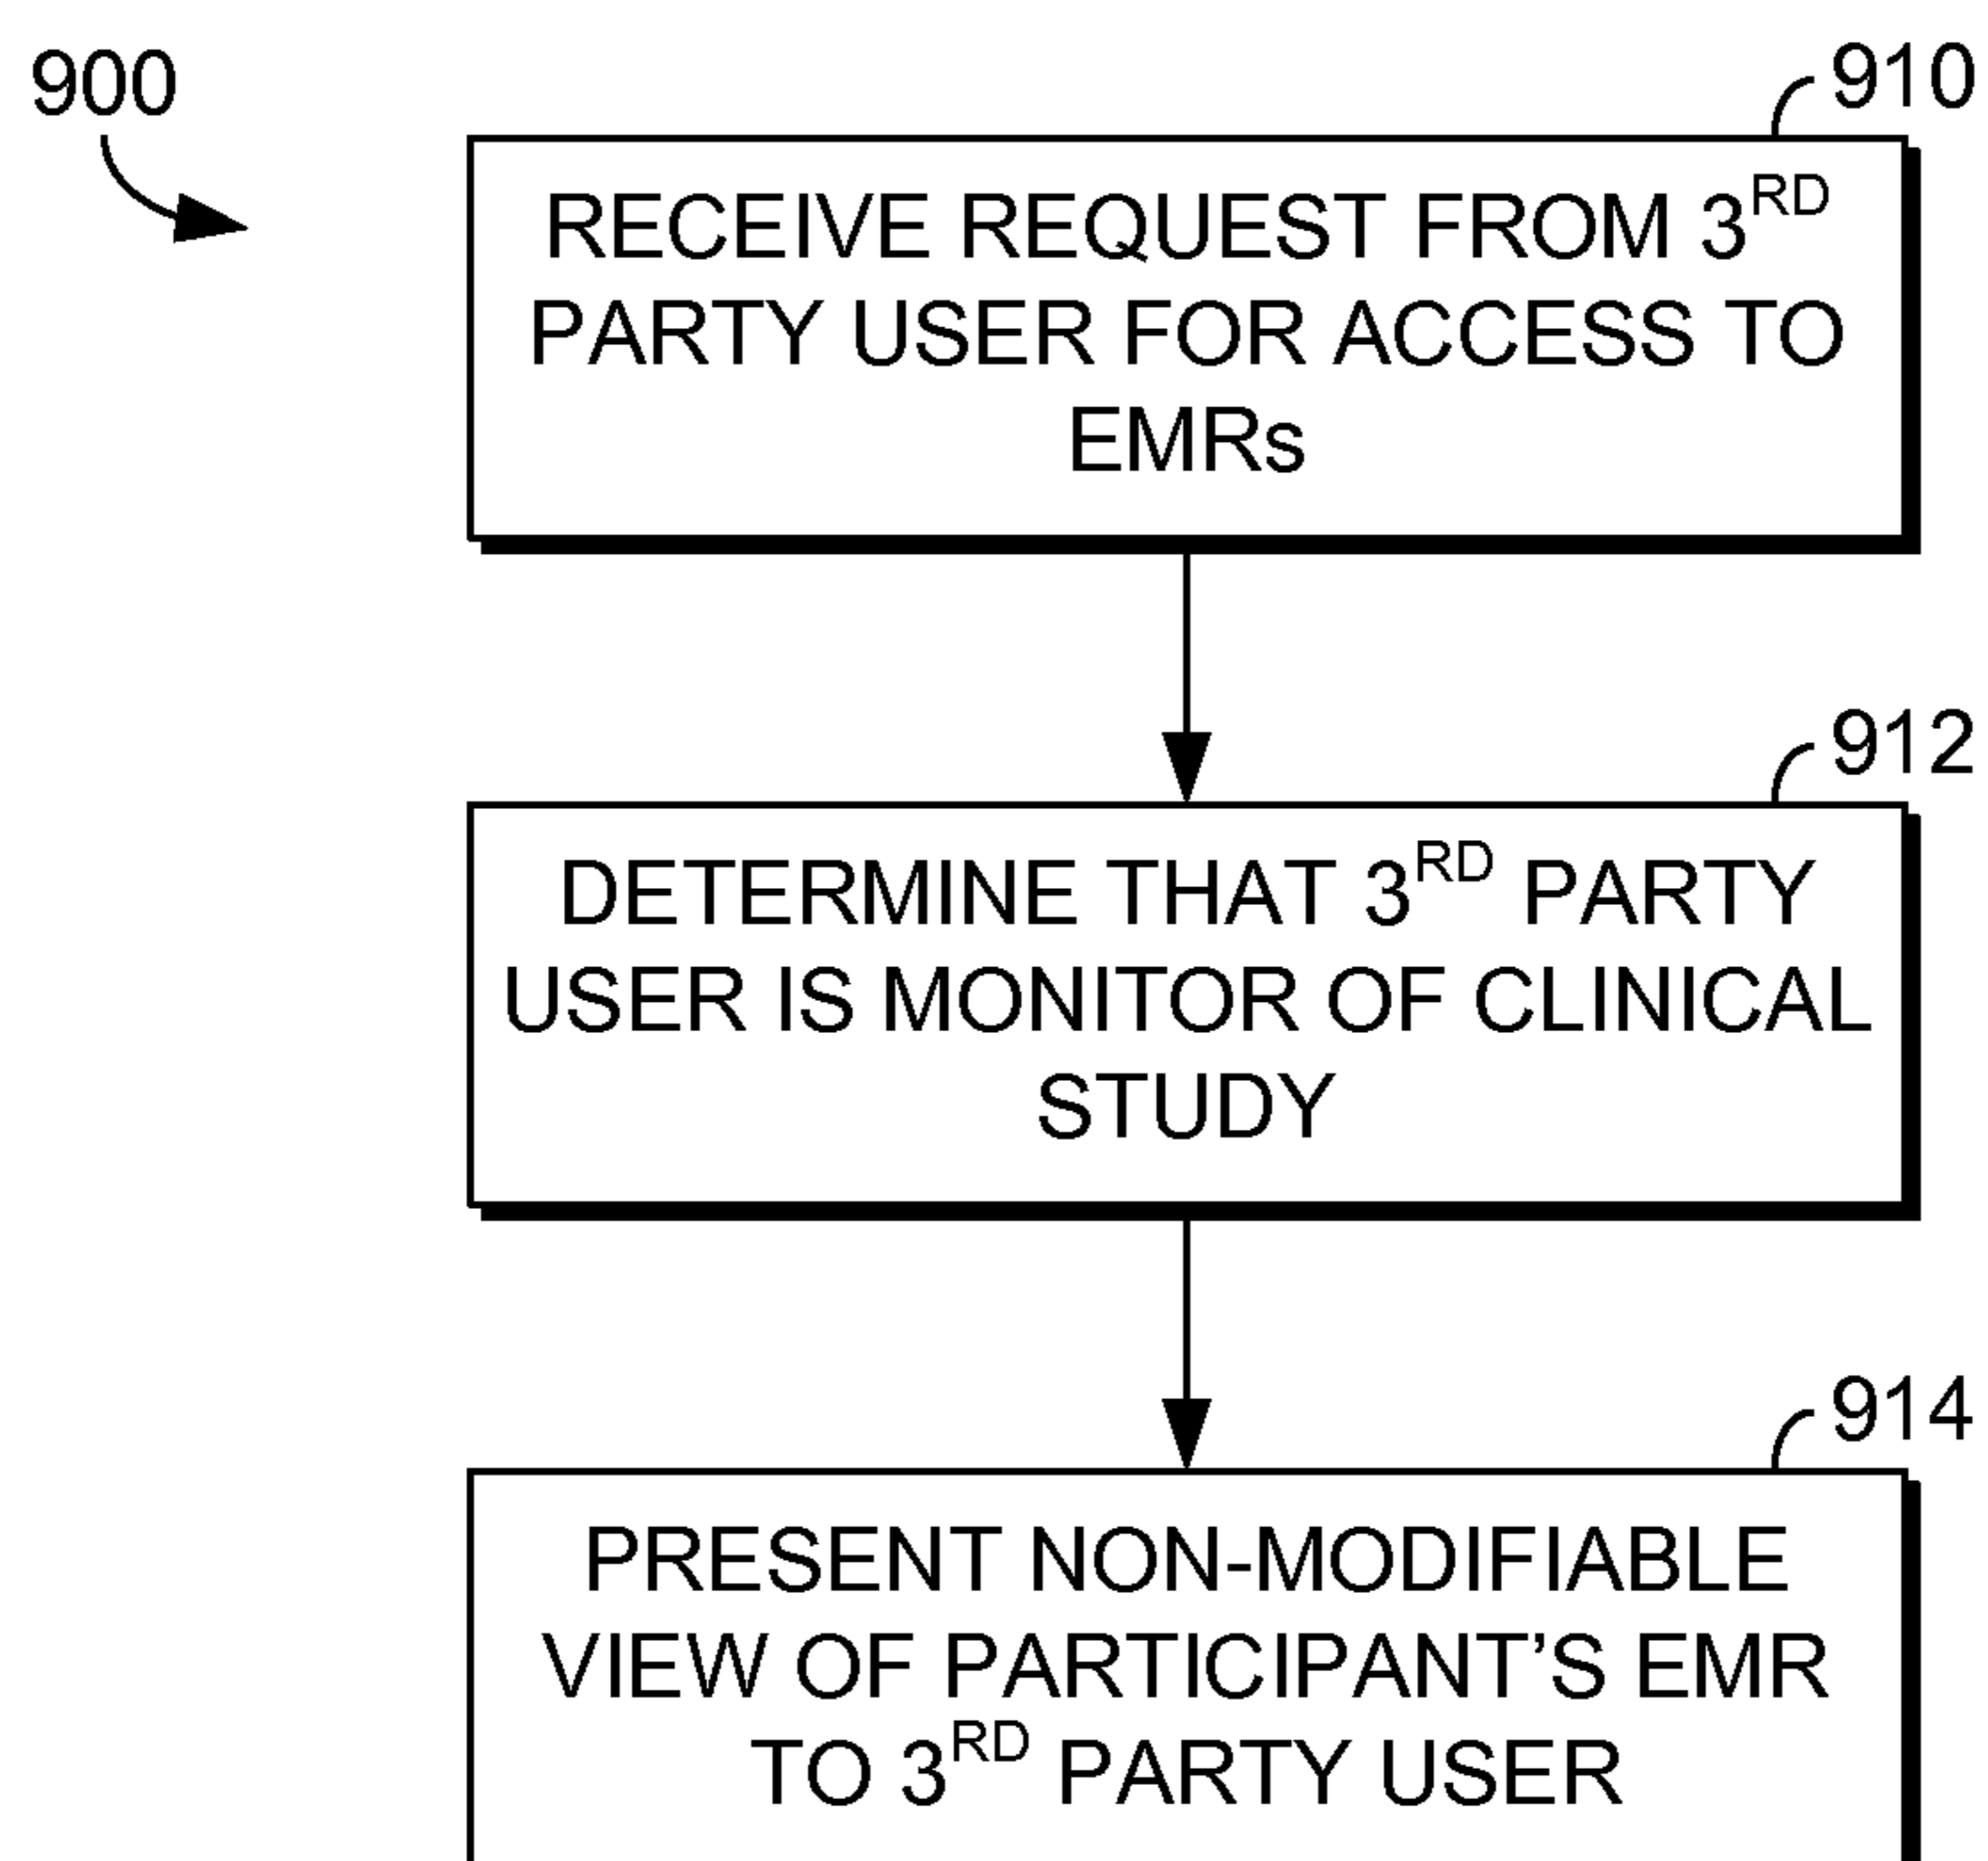 900
910
RECEIVE REQUEST FROM 3RD
PARTY USER FOR ACCESS TO
EMRs
912
DETERMINE THAT 3RD PARTY
USER IS MONITOR OF CLINICAL
STUDY
914
PRESENT NON-MODIFIABLE
VIEW OF PARTICIPANT’S EMR
TO 3RD PARTY USER